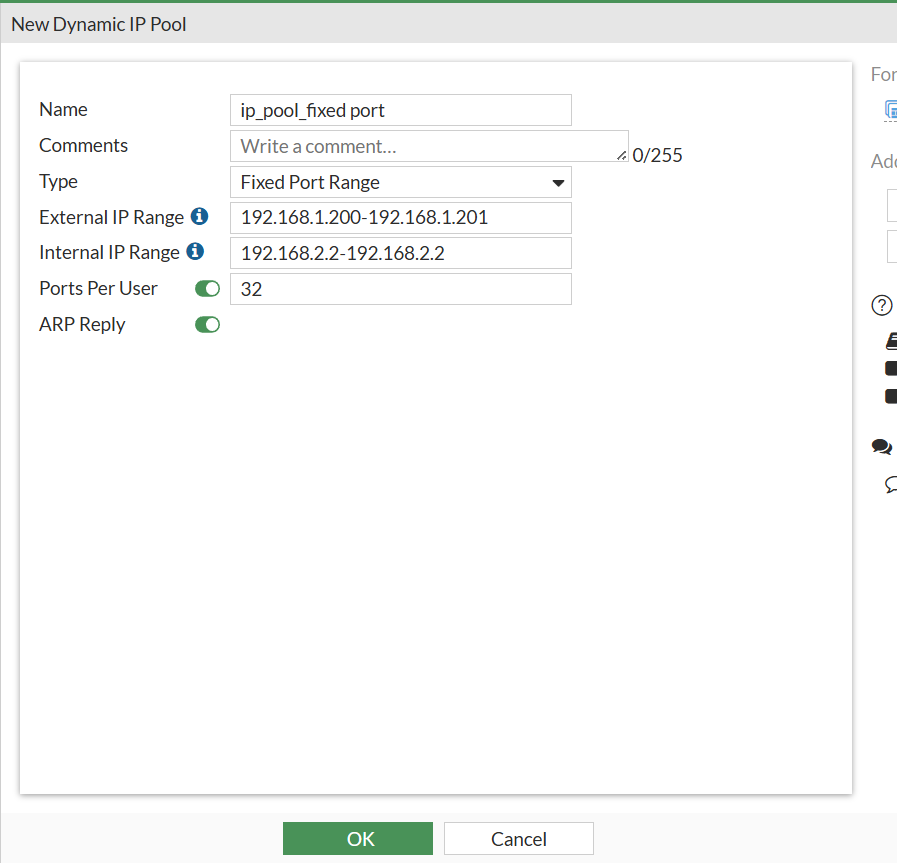 New Dynamic IP Pool
Name
ip_pool_fixed port
Comments
Write a comment...
0/255
Type
Fixed Port Range
External IP Range
192.168.1.200-192.168.1.201
Internal IP Range
192.168.2.2-192.168.2.2
Ports Per User
32
ARP Reply
OK
Cancel